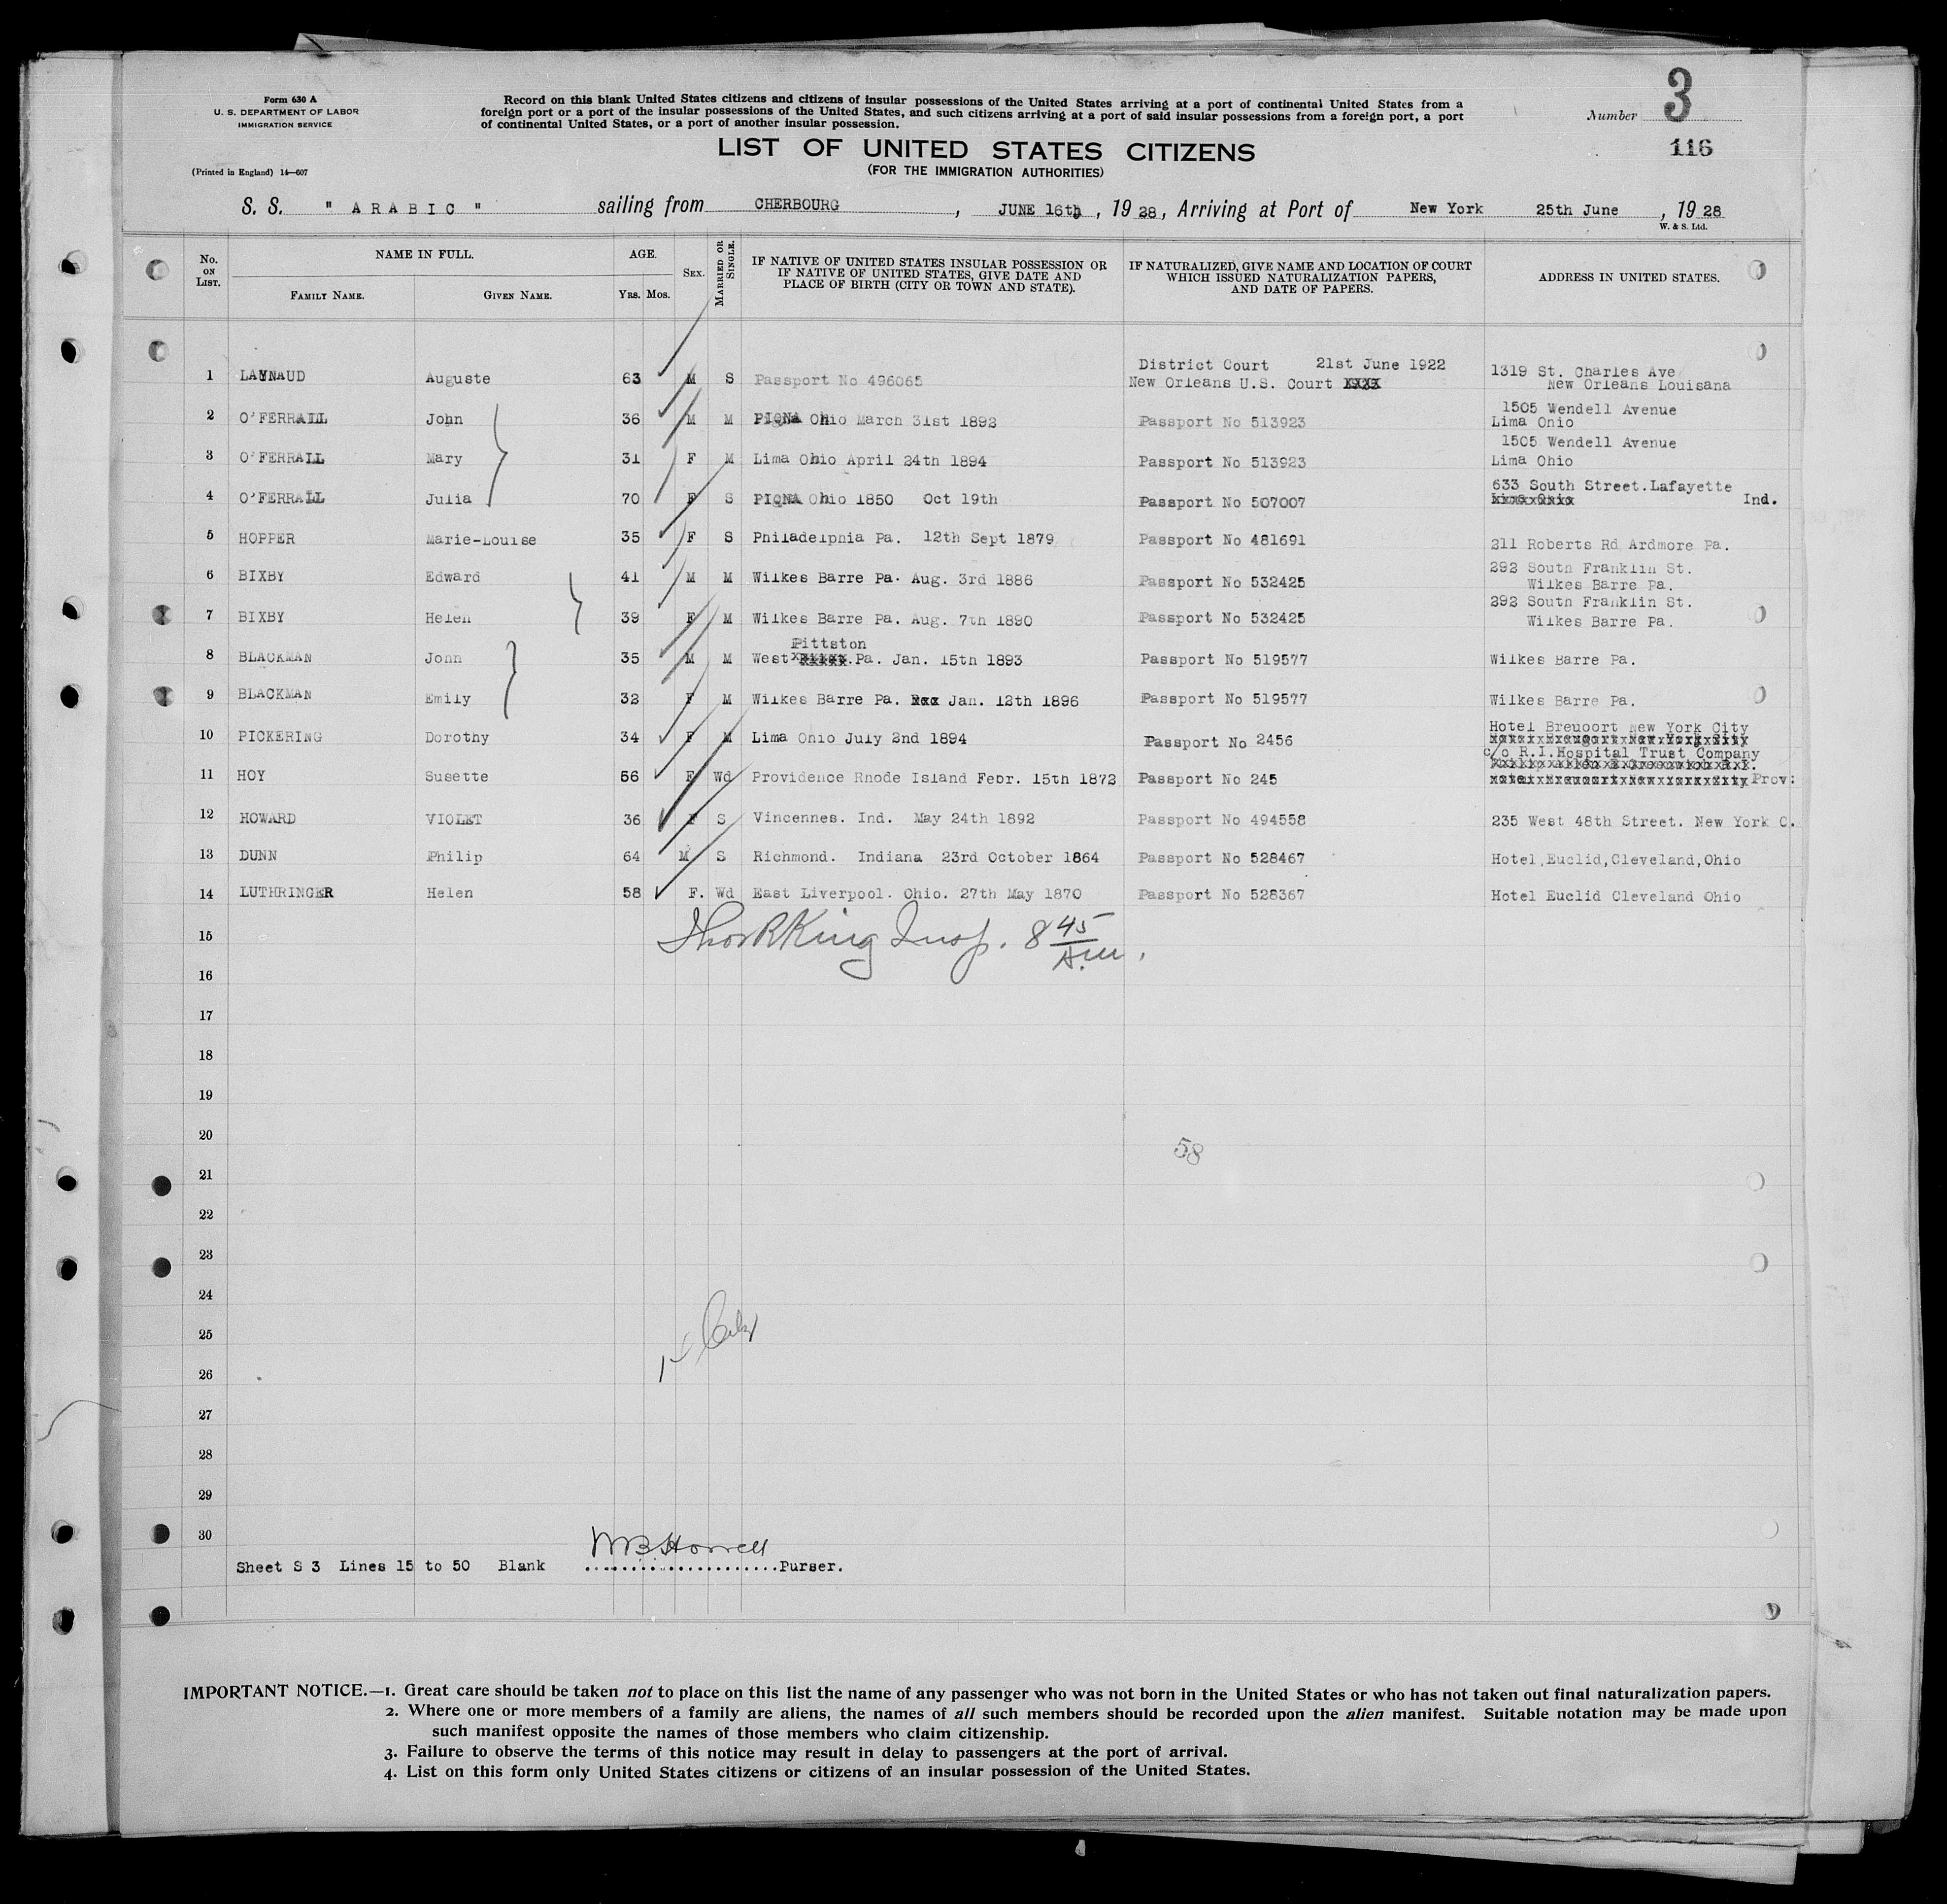 Form 630 A
U. S. DEPARTMENT OF LABOR
IMMIGRATION SERVICE
(Printed in England) 14—607
Record on this blank United States citizens and citizens of insular possessions of the United States arriving at a port of continental United States from a
foreign port or a port of the insular possessions of the United States, and such citizens arriving at a port of said insular possessions from a foreign port, a port
of continental United States, or a port of another insular possession.
Number 3
116
LIST OF UNITED STATES CITIZENS
(FOR THE IMMIGRATION AUTHORITIES)
S. S. " ARABIC " sailing from CHERBOURG, JUNE 16th, 1928, Arriving at Port of New York 25th June, 1928
W. & S. Ltd.
No. ON LIST. NAME IN FULL. AGE. SEX. MARRIED OR SINGLE. IF NATIVE OF UNITED STATES INSULAR POSSESSION OR IF NATIVE OF UNITED STATES, GIVE DATE AND PLACE OF BIRTH (CITY OR TOWN AND STATE). IF NATURALIZED, GIVE NAME AND LOCATION OF COURT WHICH ISSUED NATURALIZATION PAPERS, AND DATE OF PAPERS. ADDRESS IN UNITED STATES.
FAMILY NAME. GIVEN NAME. Yrs. Mos.
1 LAYNAUD Auguste 63 M S Passport No 496065 District Court 21st June 1922 New Orleans U.S. Court 1319 St. Charles Ave New Orleans Louisana
2 O'FERRALL John 36 M M PIQNA Ohio March 31st 1892 Passport No 513923 1505 Wendell Avenue Lima Ohio
3 O'FERRALL Mary 31 F M Lima Ohio April 24th 1894 Passport No 513923 1505 Wendell Avenue Lima Ohio
4 O'FERRALL Julia 70 F S PIQNA Ohio 1850 Oct 19th Passport No 507007 633 South Street.Lafayette Ind.
5 HOPPER Marie-Louise 35 F S Philadelphia Pa. 12th Sept 1879 Passport No 481691 211 Roberts Rd Ardmore Pa.
6 BIXBY Edward 41 M M Wilkes Barre Pa. Aug. 3rd 1886 Passport No 532425 292 South Franklin St. Wilkes Barre Pa.
7 BIXBY Helen 39 F M Wilkes Barre Pa. Aug. 7th 1890 Passport No 532425 292 South Franklin St. Wilkes Barre Pa.
8 BLACKMAN John 35 M M West Pittston Pa. Jan. 15th 1893 Passport No 519577 Wilkes Barre Pa.
9 BLACKMAN Emily 32 F M Wilkes Barre Pa. Jan. 12th 1896 Passport No 519577 Wilkes Barre Pa.
10 PICKERING Dorothy 34 F M Lima Ohio July 2nd 1894 Passport No 2456 Hotel Brevoort New York City
11 HOY Susette 56 F Wd Providence Rhode Island Febr. 15th 1872 Passport No 245 c/o R.I.Hospital Trust Company Prov:
12 HOWARD VIOLET 36 F S Vincennes. Ind. May 24th 1892 Passport No 494558 235 West 48th Street. New York C.
13 DUNN Philip 64 M S Richmond. Indiana 23rd October 1864 Passport No 528467 Hotel,Euclid,Cleveland,Ohio
14 LUTHRINGER Helen 58 F. Wd East Liverpool. Ohio. 27th May 1870 Passport No 528367 Hotel Euclid Cleveland Ohio
15 Thos R King Insp. 8 45 A.M.
16
17
18
19
20 58
21
22
23
24
25
26
27
28
29
30
Sheet S 3 Lines 15 to 50 Blank WB Horrell Purser.
IMPORTANT NOTICE.—1. Great care should be taken not to place on this list the name of any passenger who was not born in the United States or who has not taken out final naturalization papers.
2. Where one or more members of a family are aliens, the names of all such members should be recorded upon the alien manifest. Suitable notation may be made upon
such manifest opposite the names of those members who claim citizenship.
3. Failure to observe the terms of this notice may result in delay to passengers at the port of arrival.
4. List on this form only United States citizens or citizens of an insular possession of the United States.